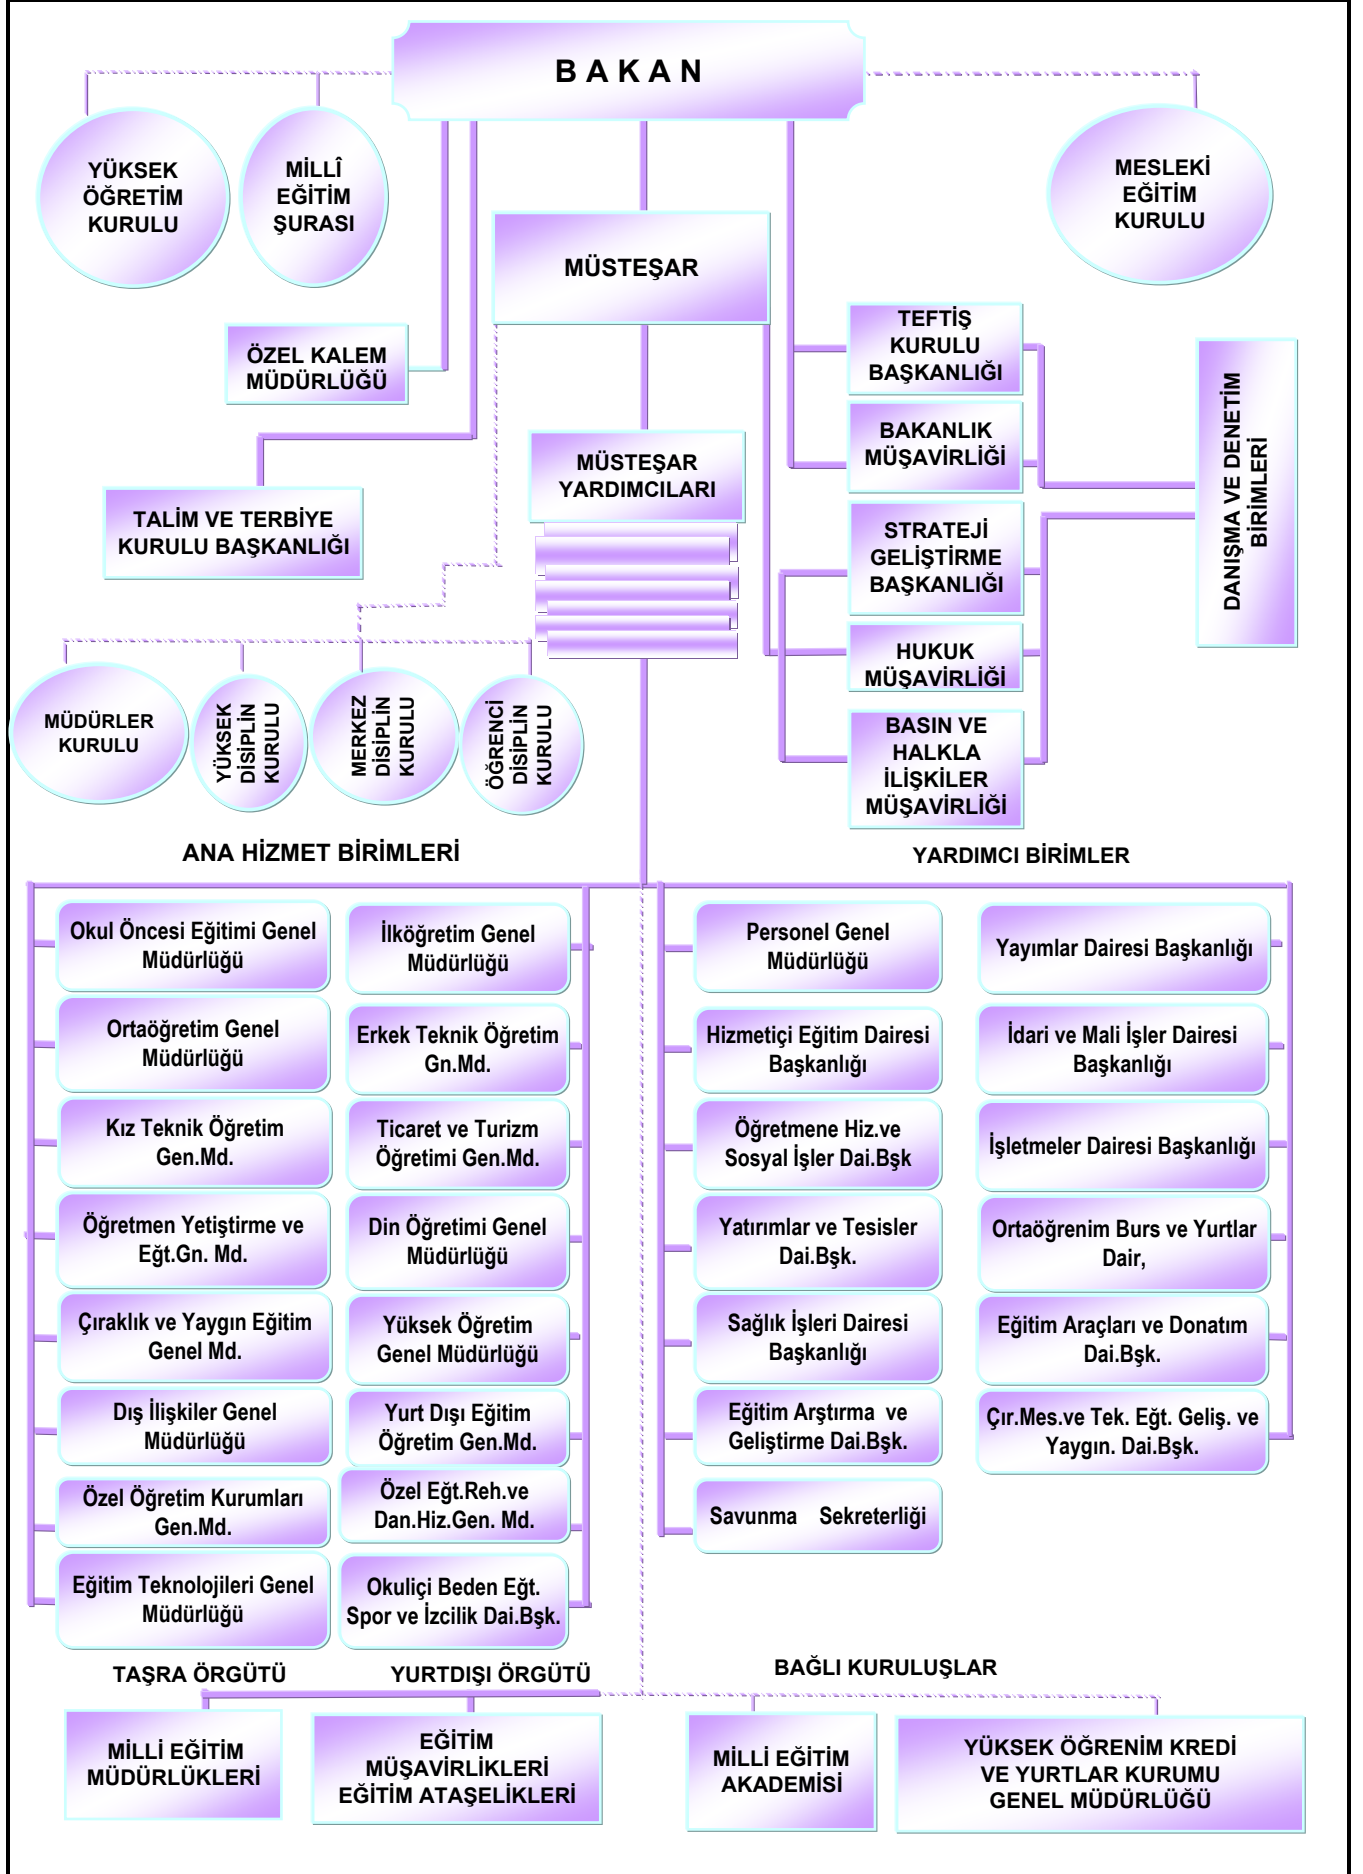 B A K A N
YÜKSEK
ÖĞRETİM
KURULU
MİLLÎ
EĞİTİM
ŞURASI
MESLEKİ
EĞİTİM
KURULU
MÜSTEŞAR
ÖZEL KALEM
MÜDÜRLÜĞÜ
TEFTİŞ
KURULU
BAŞKANLIĞI
BAKANLIK
MÜŞAVİRLİĞİ
DANIŞMA VE DENETİM
BİRİMLERİ
MÜSTEŞAR
YARDIMCILARI
TALİM VE TERBİYE
KURULU BAŞKANLIĞI
STRATEJİ
GELİŞTİRME
BAŞKANLIĞI
HUKUK
MÜŞAVİRLİĞİ
BASIN VE
HALKLA
İLİŞKİLER
MÜŞAVİRLİĞİ
MÜDÜRLER
KURULU
YÜKSEK
DİSİPLİN
KURULU
MERKEZ
DİSİPLİN
KURULU
ÖĞRENCİ
DİSİPLİN
KURULU
ANA HİZMET BİRİMLERİ
YARDIMCI BİRİMLER
Okul Öncesi Eğitimi Genel
Müdürlüğü
İlköğretim Genel
Müdürlüğü
Personel Genel
Müdürlüğü
Yayımlar Dairesi Başkanlığı
Ortaöğretim Genel
Müdürlüğü
Erkek Teknik Öğretim
Gn.Md.
Hizmetiçi Eğitim Dairesi
Başkanlığı
İdari ve Mali İşler Dairesi
Başkanlığı
Kız Teknik Öğretim
Gen.Md.
Ticaret ve Turizm
Öğretimi Gen.Md.
Öğretmene Hiz.ve
Sosyal İşler Dai.Bşk
İşletmeler Dairesi Başkanlığı
Öğretmen Yetiştirme ve
Eğt.Gn. Md.
Din Öğretimi Genel
Müdürlüğü
Yatırımlar ve Tesisler
Dai.Bşk.
Ortaöğrenim Burs ve Yurtlar
Dair,
Çıraklık ve Yaygın Eğitim
Genel Md.
Yüksek Öğretim
Genel Müdürlüğü
Sağlık İşleri Dairesi
Başkanlığı
Eğitim Araçları ve Donatım
Dai.Bşk.
Dış İlişkiler Genel
Müdürlüğü
Yurt Dışı Eğitim
Öğretim Gen.Md.
Eğitim Arştırma ve
Geliştirme Dai.Bşk.
Çır.Mes.ve Tek. Eğt. Geliş. ve
Yaygın. Dai.Bşk.
Özel Öğretim Kurumları
Gen.Md.
Özel Eğt.Reh.ve
Dan.Hiz.Gen. Md.
Savunma Sekreterliği
Eğitim Teknolojileri Genel
Müdürlüğü
Okuliçi Beden Eğt.
Spor ve İzcilik Dai.Bşk.
TAŞRA ÖRGÜTÜ
YURTDIŞI ÖRGÜTÜ
BAĞLI KURULUŞLAR
MİLLİ EĞİTİM
MÜDÜRLÜKLERİ
EĞİTİM
MÜŞAVİRLİKLERİ
EĞİTİM ATAŞELİKLERİ
MİLLİ EĞİTİM
AKADEMİSİ
YÜKSEK ÖĞRENİM KREDİ
VE YURTLAR KURUMU
GENEL MÜDÜRLÜĞÜ